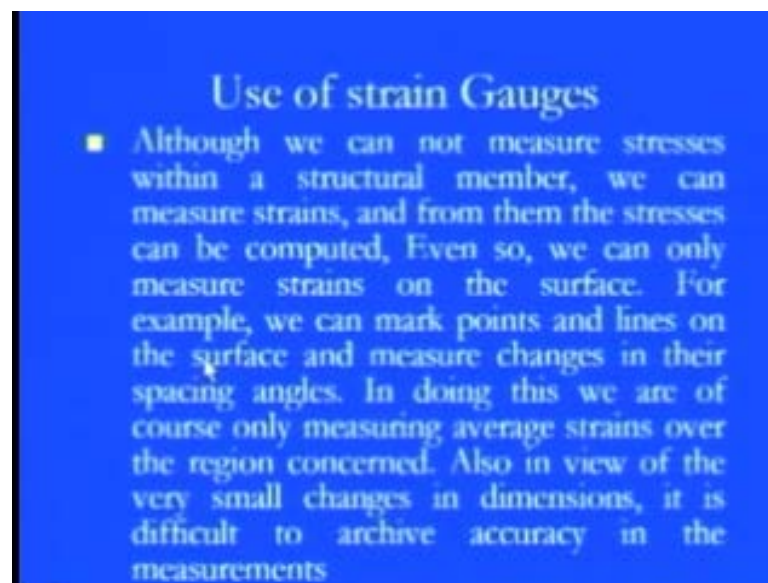 Use of strain Gauges
Although we can not measure stresses
within a structural member, we can
measure strains, and from them the stresses
can be computed, Even so, we can only
measure strains on the surface. For
example, we can mark points and lines on
the surface and measure changes in their
spacing angles. In doing this we are of
course only measuring average strains over
the region concerned. Also in view of the
very small changes in dimensions, it is
difficult to archive accuracy in the
measurements